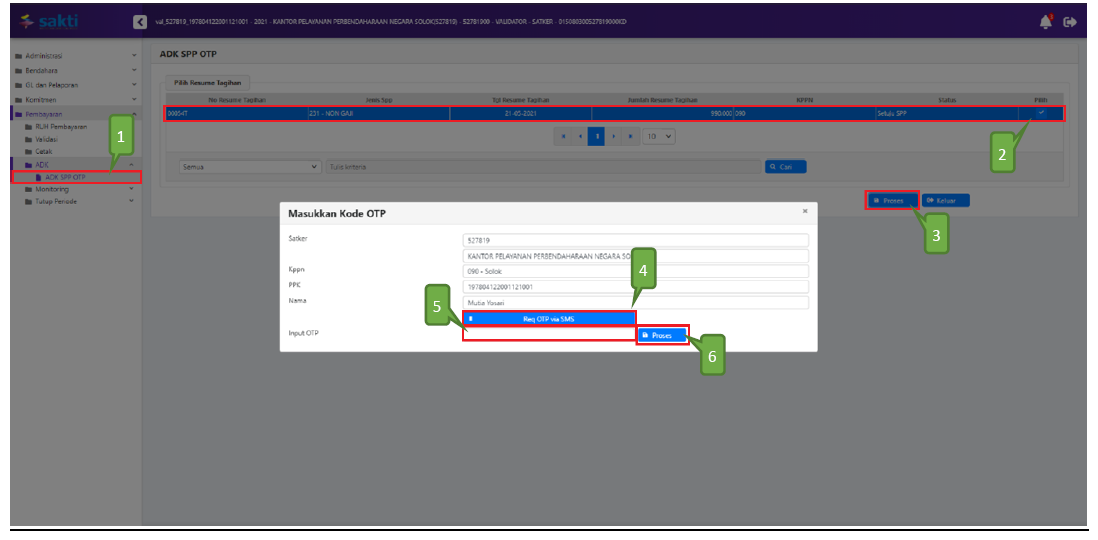 sakti
val_527819_197804122001121001 - 2021 - KANTOR PELAYANAN PERBENDAHARAAN NEGARA SOLOK(527819) - 52781900 - VALIDATOR - SATKER - 015080300527819000KD
Administrasi
Bendahara
GL dan Pelaporan
Komitmen
Pembayaran
RUH Pembayaran
Validasi
Catak
ADK
ADK SPP OTP
Monitoring
Tutup Periode
1
ADK SPP OTP
Pilih Resume Tagihan
No Resume Tagihan Jenis Spp Tgl Resume Tagihan Jumlah Resume Tagihan KPPN Status Pilih
00054T 231 - NON GAJI 21-05-2021 990.000 090 Setuju SPP
1 10
2
Semua Tulis kriteria Cari
Proses Keluar
3
Masukkan Kode OTP ×
Satker 527819
KANTOR PELAYANAN PERBENDAHARAAN NEGARA SO
Kppn 090 - Solok
4
PPK 197804122001121001
Nama Mutia Yosari
5
Req OTP via SMS
Input OTP Proses
6